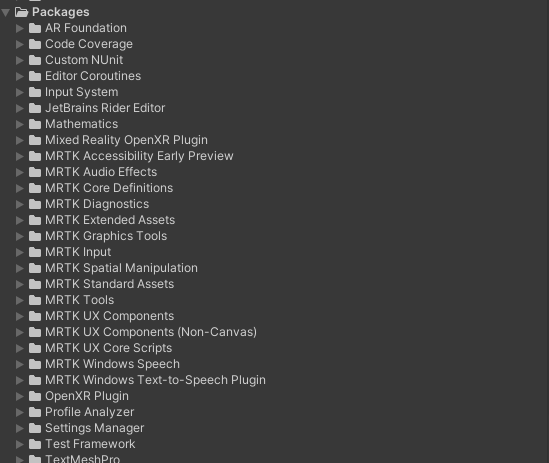 Packages
AR Foundation
Code Coverage
Custom NUnit
Editor Coroutines
Input System
JetBrains Rider Editor
Mathematics
Mixed Reality OpenXR Plugin
MRTK Accessibility Early Preview
MRTK Audio Effects
MRTK Core Definitions
MRTK Diagnostics
MRTK Extended Assets
MRTK Graphics Tools
MRTK Input
MRTK Spatial Manipulation
MRTK Standard Assets
MRTK Tools
MRTK UX Components
MRTK UX Components (Non-Canvas)
MRTK UX Core Scripts
MRTK Windows Speech
MRTK Windows Text-to-Speech Plugin
OpenXR Plugin
Profile Analyzer
Settings Manager
Test Framework
TextMeshPro